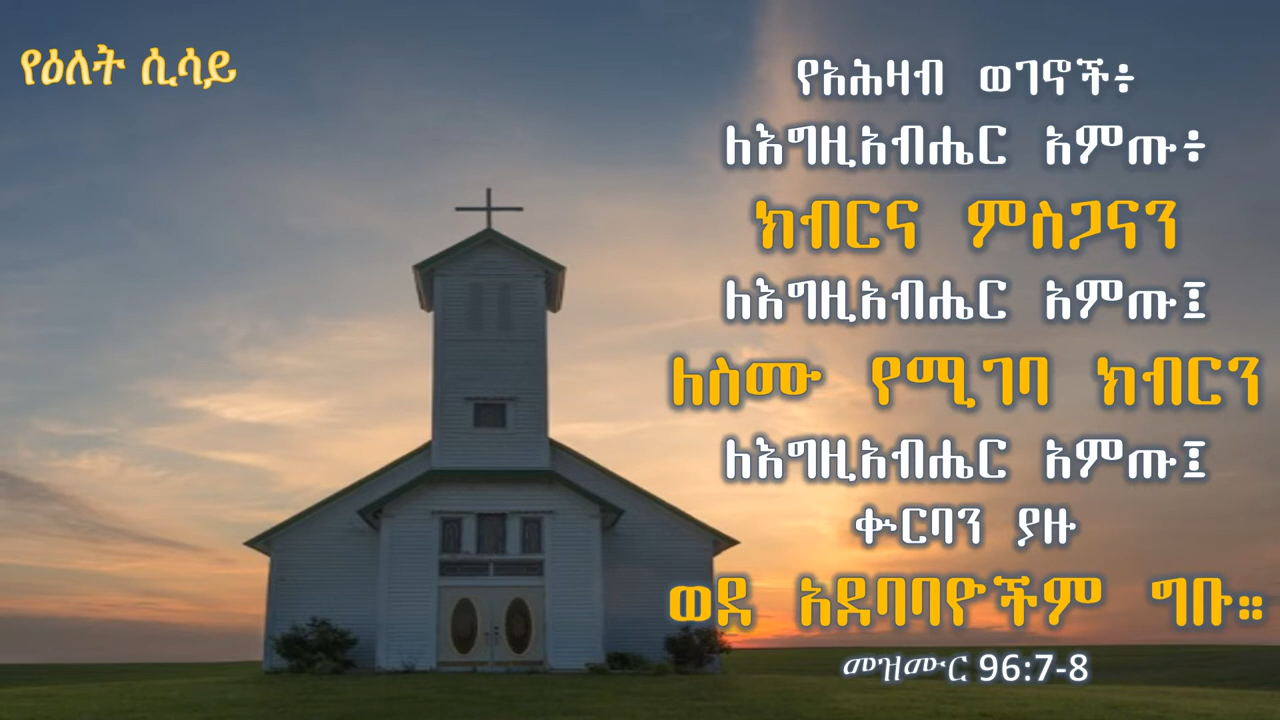 የዕለት ሲሳይ
የአሕዛብ ወገኖች፥
ለእግዚአብሔር አምጡ፥
ክብርና ምስጋናን
ለእግዚአብሔር አምጡ፤
ለስሙ የሚገባ ክብርን
ለእግዚአብሔር አምጡ፤
ቍርባን ያዙ
ወደ አደባባዮችም ግቡ።
መዝሙር 96:7-8